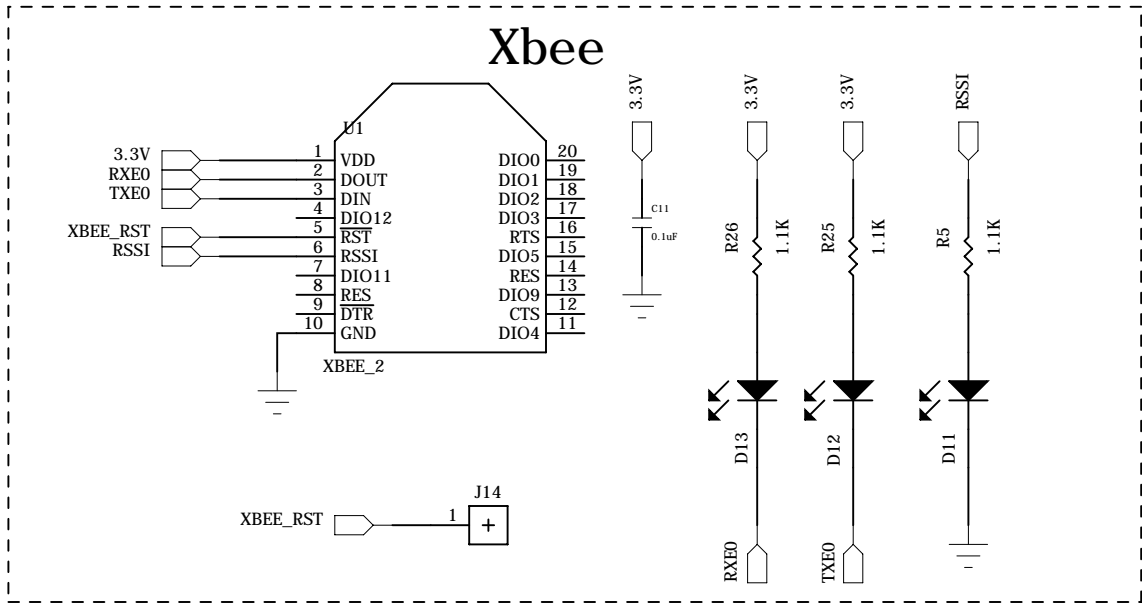 Xbee
U1
3.3V 1 VDD DIO0 20
RXE0 2 DOUT DIO1 19
TXE0 3 DIN DIO2 18
4 DIO12 DIO3 17
XBEE_RST 5 RST RTS 16
RSSI 6 RSSI DIO5 15
7 DIO11 RES 14
8 RES DIO9 13
9 DTR CTS 12
10 GND DIO4 11
XBEE_2
3.3V
C11
0.1uF
3.3V
R26
1.1K
D13
RXE0
3.3V
R25
1.1K
D12
TXE0
RSSI
R5
1.1K
D11
J14
XBEE_RST 1 +